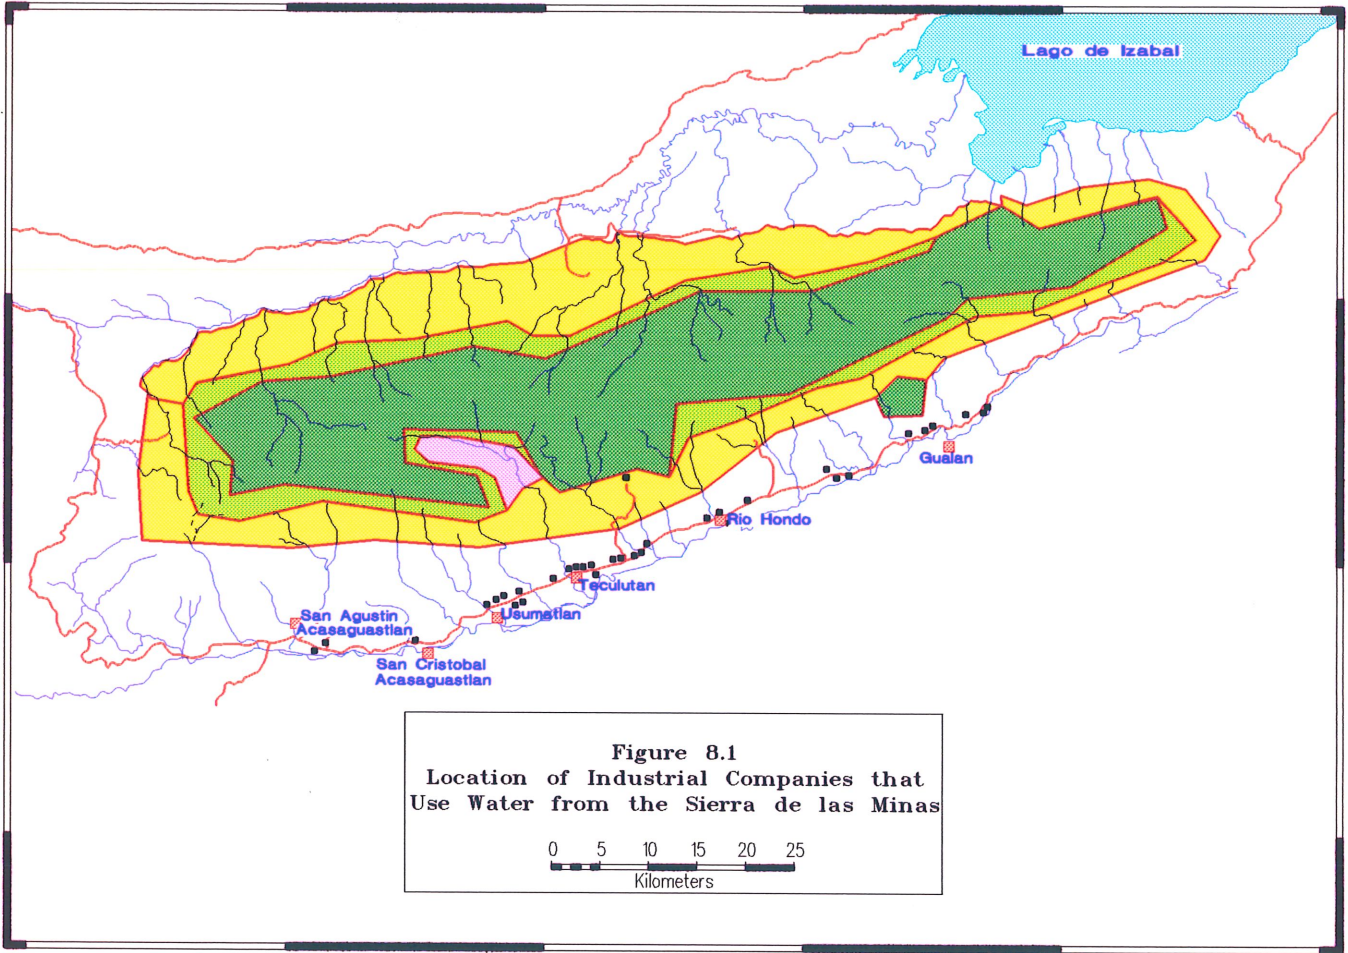 Lago de Izabal
Gualan
Rio Hondo
Teculutan
Usumatlan
San Agustin
Acasaguastlan
San Cristobal
Acasaguastlan
Figure 8.1
Location of Industrial Companies that
Use Water from the Sierra de las Minas
0 5 10 15 20 25
Kilometers